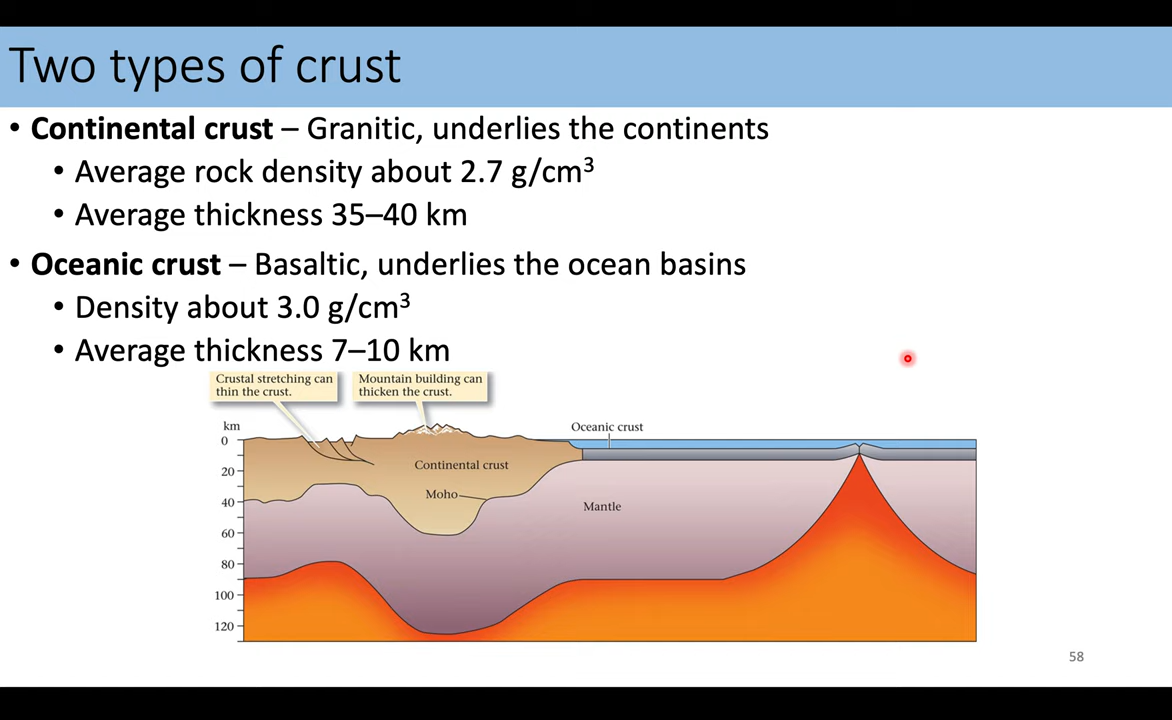 Two types of crust
• Continental crust – Granitic, underlies the continents
• Average rock density about 2.7 g/cm³
• Average thickness 35–40 km
• Oceanic crust – Basaltic, underlies the ocean basins
• Density about 3.0 g/cm³
• Average thickness 7–10 km
Crustal stretching can
thin the crust.
Mountain building can
thicken the crust.
km
Oceanic crust
0
Continental crust
20
Moho
40
Mantle
60
80
100
120
58